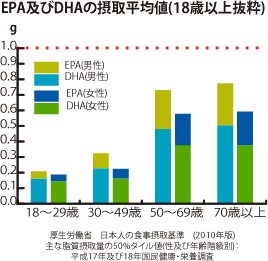 EPA及びDHAの摂取平均値(18歳以上抜粋)
g
1.0
0.9
0.8
0.7
0.6
0.5
0.4
0.3
0.2
0.1
0.0
EPA(男性)
DHA(男性)
EPA(女性)
DHA(女性)
18〜29歳 30〜49歳 50〜69歳 70歳以上
厚生労働省 日本人の食事摂取基準 (2010年版)
主な脂質摂取量の50%タイル値(性及び年齢階級別):
平成17年及び18年国民健康・栄養調査